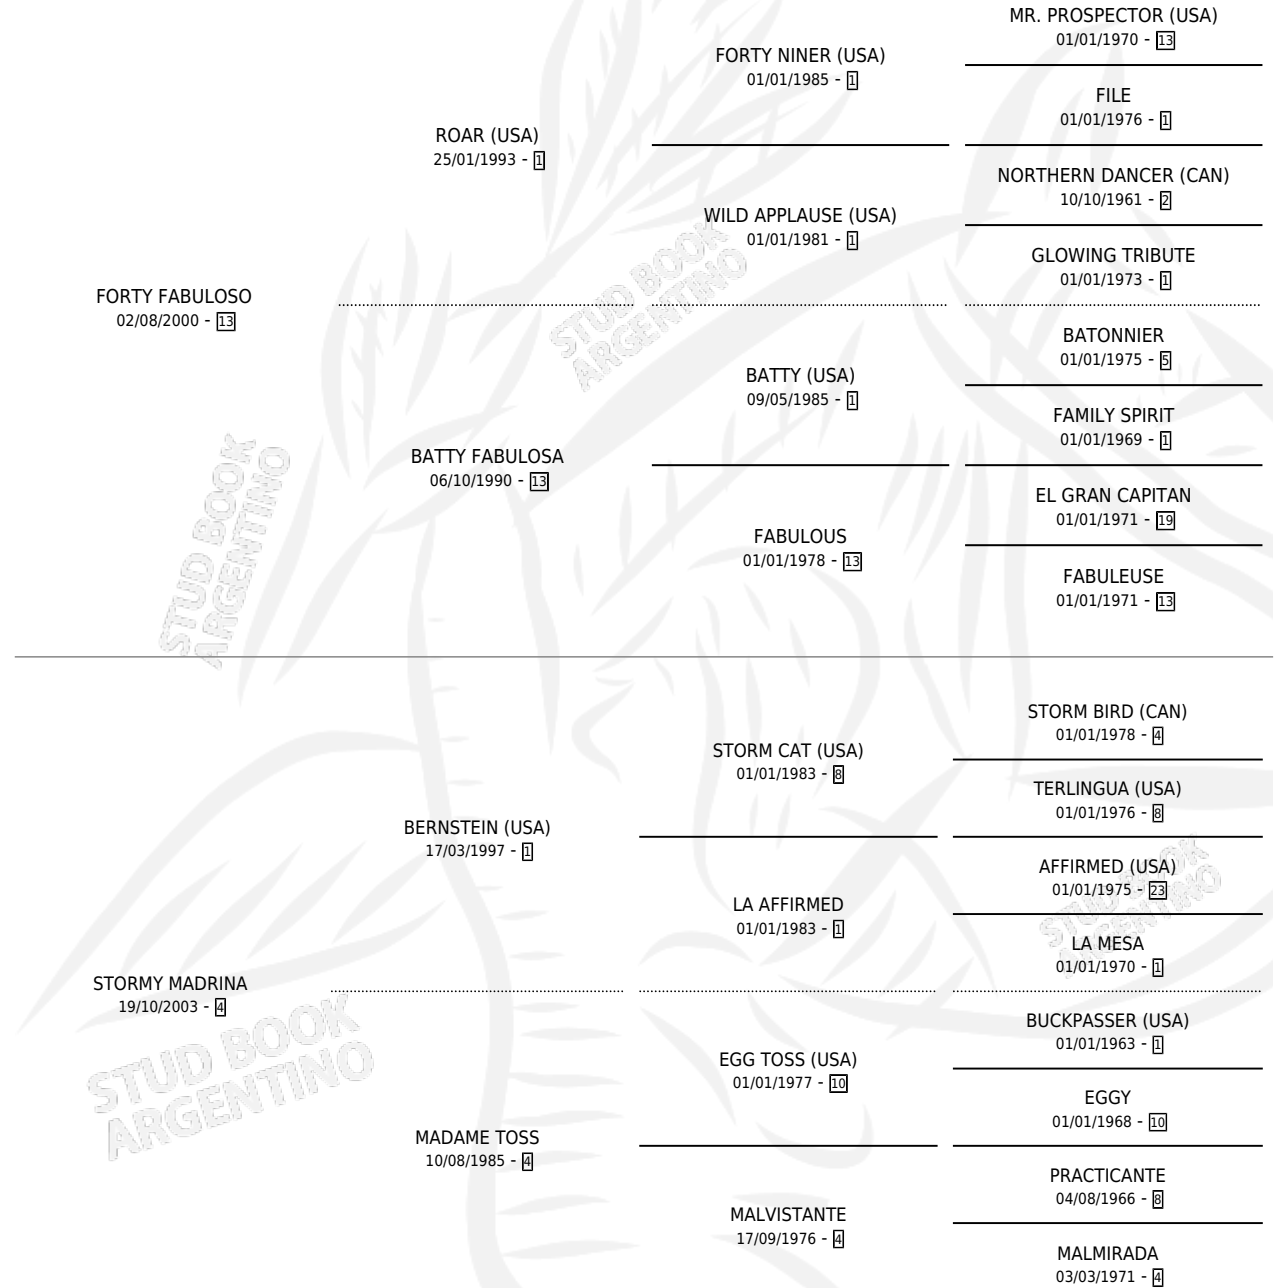 MR. PROSPECTOR (USA)
01/01/1970 - 13
FORTY NINER (USA)
01/01/1985 - 1
FILE
01/01/1976 - 1
ROAR (USA)
25/01/1993 - 1
NORTHERN DANCER (CAN)
10/10/1961 - 2
WILD APPLAUSE (USA)
01/01/1981 - 1
GLOWING TRIBUTE
01/01/1973 - 1
FORTY FABULOSO
02/08/2000 - 13
BATONNIER
01/01/1975 - 5
BATTY (USA)
09/05/1985 - 1
FAMILY SPIRIT
01/01/1969 - 1
BATTY FABULOSA
06/10/1990 - 13
EL GRAN CAPITAN
01/01/1971 - 19
FABULOUS
01/01/1978 - 13
FABULEUSE
01/01/1971 - 13
STORM BIRD (CAN)
01/01/1978 - 4
STORM CAT (USA)
01/01/1983 - 8
TERLINGUA (USA)
01/01/1976 - 8
BERNSTEIN (USA)
17/03/1997 - 1
AFFIRMED (USA)
01/01/1975 - 23
LA AFFIRMED
01/01/1983 - 1
LA MESA
01/01/1970 - 1
STORMY MADRINA
19/10/2003 - 4
BUCKPASSER (USA)
01/01/1963 - 1
EGG TOSS (USA)
01/01/1977 - 10
EGGY
01/01/1968 - 10
MADAME TOSS
10/08/1985 - 4
PRACTICANTE
04/08/1966 - 8
MALVISTANTE
17/09/1976 - 4
MALMIRADA
03/03/1971 - 4
STUD BOOK
ARGENTINO
STUD BOOK
ARGENTINO
STUD BOOK
ARGENTINO
STUD BOOK
ARGENTINO